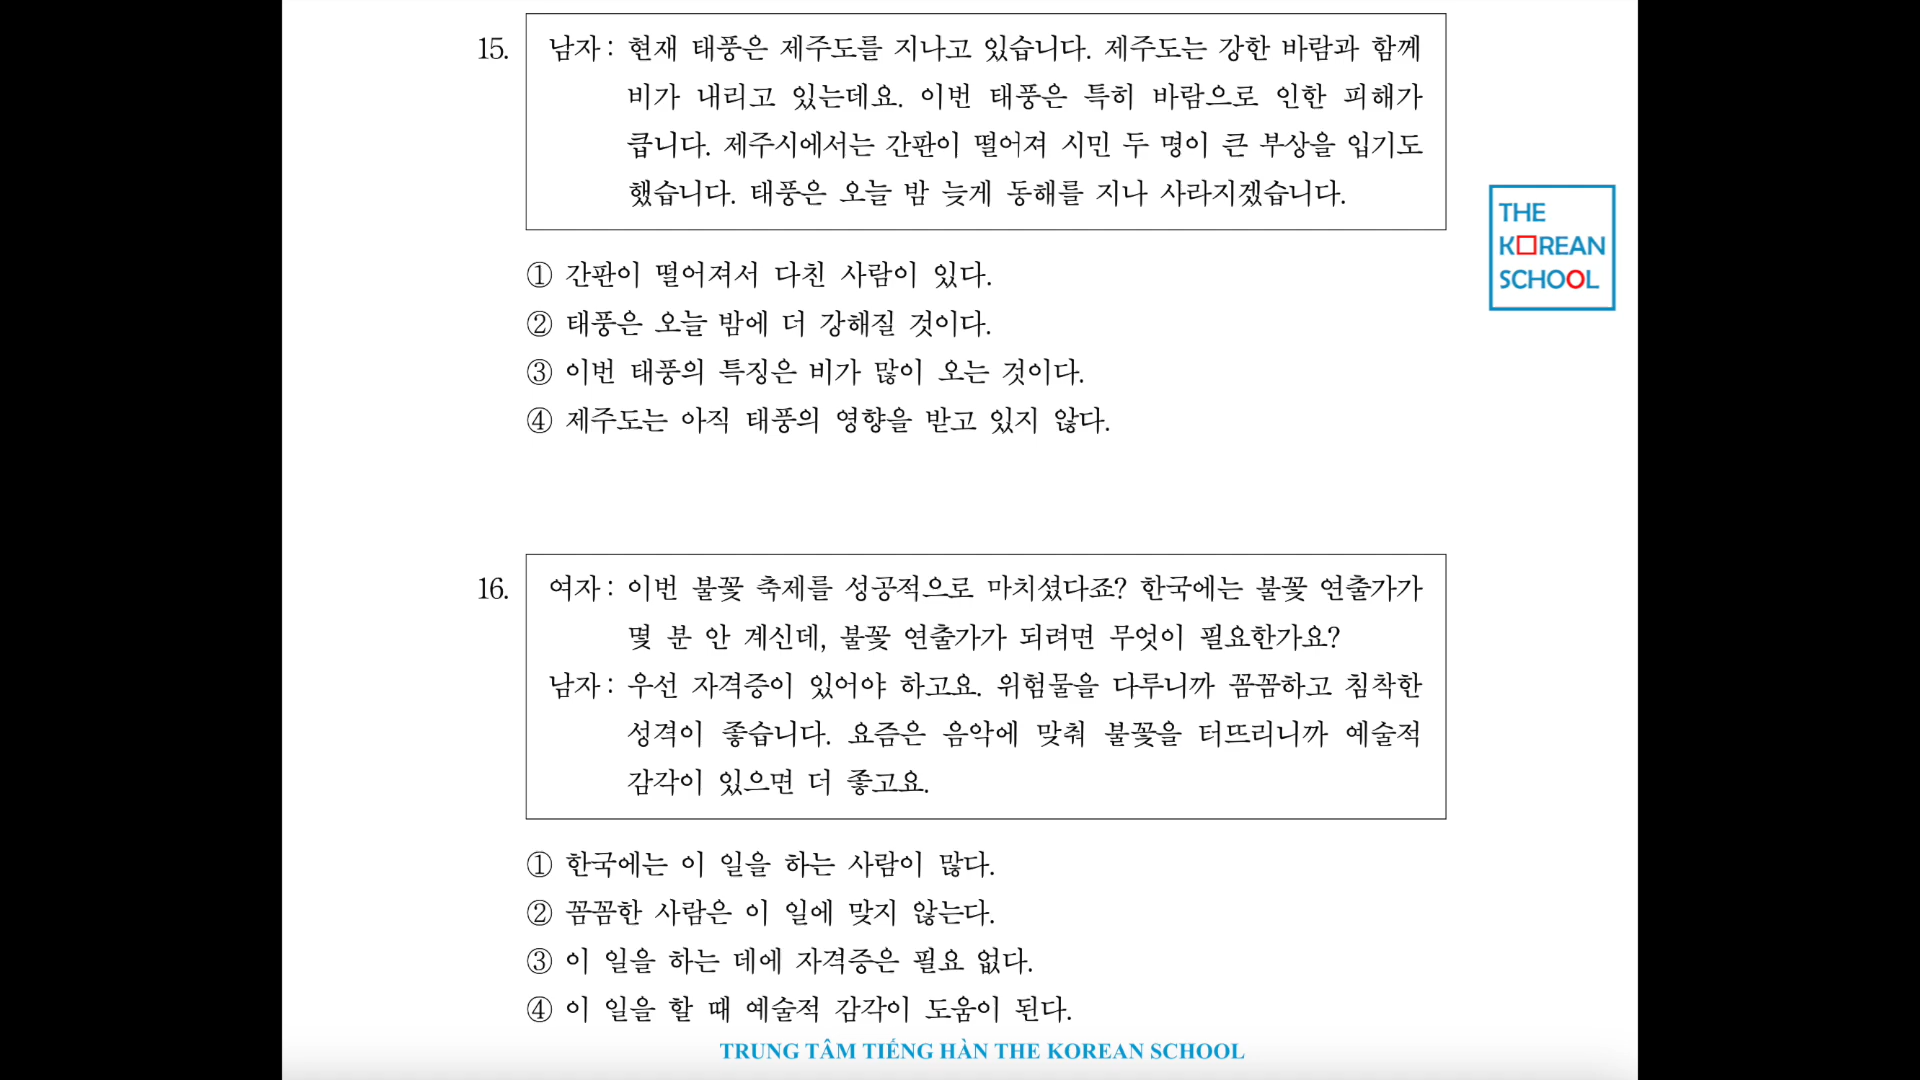 15.
남자 : 현재 태풍은 제주도를 지나고 있습니다. 제주도는 강한 바람과 함께
비가 내리고 있는데요. 이번 태풍은 특히 바람으로 인한 피해가
큽니다. 제주시에서는 간판이 떨어져 시민 두 명이 큰 부상을 입기도
했습니다. 태풍은 오늘 밤 늦게 동해를 지나 사라지겠습니다.
① 간판이 떨어져서 다친 사람이 있다.
② 태풍은 오늘 밤에 더 강해질 것이다.
③ 이번 태풍의 특징은 비가 많이 오는 것이다.
④ 제주도는 아직 태풍의 영향을 받고 있지 않다.
THE
KOREAN
SCHOOL
16.
여자 : 이번 불꽃 축제를 성공적으로 마치셨다죠? 한국에는 불꽃 연출가가
몇 분 안 계신데, 불꽃 연출가가 되려면 무엇이 필요한가요?
남자 : 우선 자격증이 있어야 하고요. 위험물을 다루니까 꼼꼼하고 침착한
성격이 좋습니다. 요즘은 음악에 맞춰 불꽃을 터뜨리니까 예술적
감각이 있으면 더 좋고요.
① 한국에는 이 일을 하는 사람이 많다.
② 꼼꼼한 사람은 이 일에 맞지 않는다.
③ 이 일을 하는 데에 자격증은 필요 없다.
④ 이 일을 할 때 예술적 감각이 도움이 된다.
TRUNG TÂM TIẾNG HÀN THE KOREAN SCHOOL